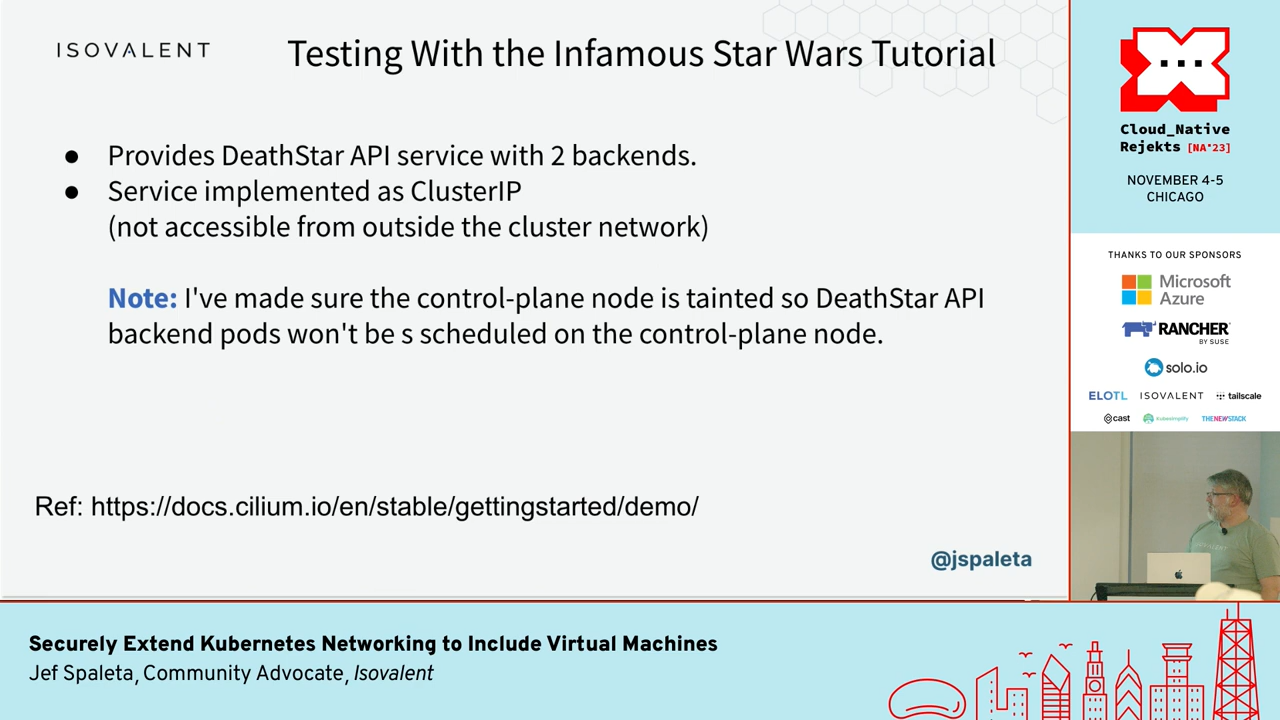 ISOVALENT
Testing With the Infamous Star Wars Tutorial
● Provides DeathStar API service with 2 backends.
● Service implemented as ClusterIP
(not accessible from outside the cluster network)
Note: I've made sure the control-plane node is tainted so DeathStar API
backend pods won't be s scheduled on the control-plane node.
Ref: https://docs.cilium.io/en/stable/gettingstarted/demo/
@jspaleta
Cloud_Native
Rejekts [NA'23]
NOVEMBER 4-5
CHICAGO
THANKS TO OUR SPONSORS
Microsoft
Azure
RANCHER
BY SUSE
solo.io
ELOTL ISOVALENT tailscale
cast kubesimplify THENEWSTACK
Securely Extend Kubernetes Networking to Include Virtual Machines
Jef Spaleta, Community Advocate, Isovalent